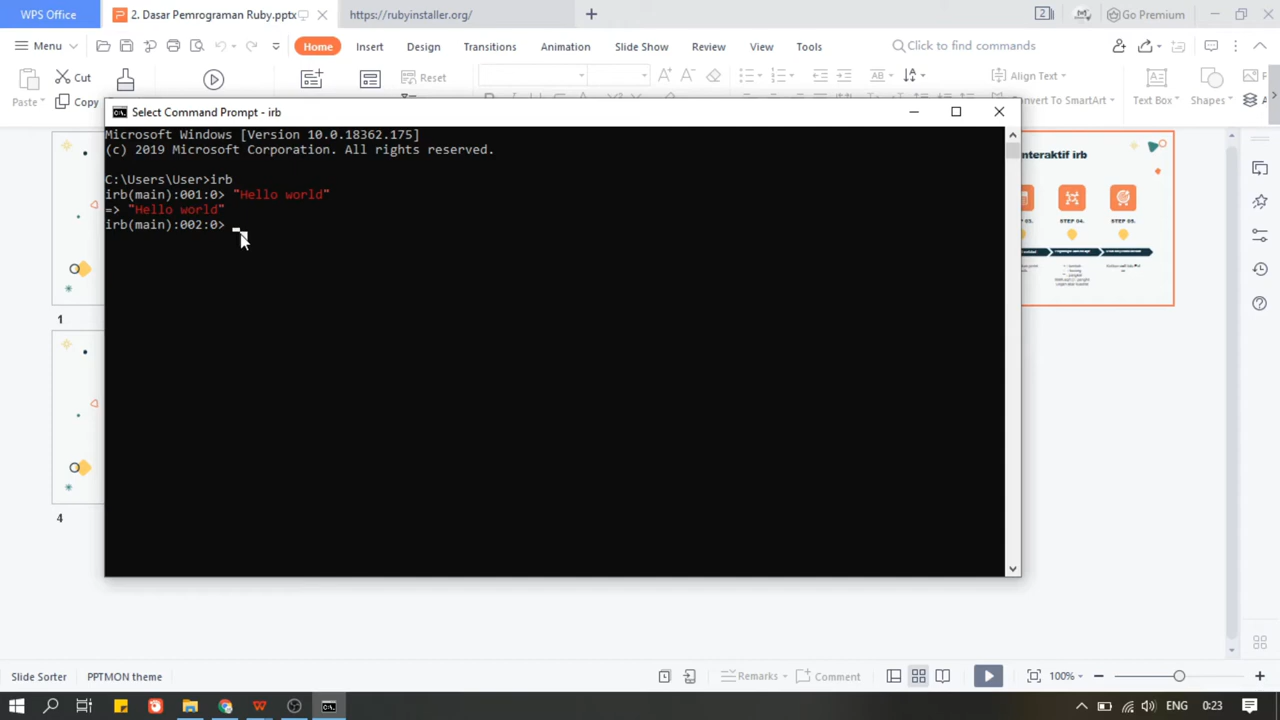 WPS Office
2. Dasar Pemrograman Ruby.pptx
https://rubyinstaller.org/
Go Premium
Menu
Home
Insert
Design
Transitions
Animation
Slide Show
Review
View
Tools
Click to find commands
Paste
Cut
Copy
Reset
AB
Align Text
Convert To SmartArt
Text Box
Shapes
Select Command Prompt - irb
Microsoft Windows [Version 10.0.18362.175]
(c) 2019 Microsoft Corporation. All rights reserved.
C:\Users\User>irb
irb(main):001:0> "Hello world"
=> "Hello world"
irb(main):002:0>
nteraktif irb
STEP 04.
STEP 05.
1
4
Slide Sorter
PPTMON theme
Remarks
Comment
100%
ENG
0:23